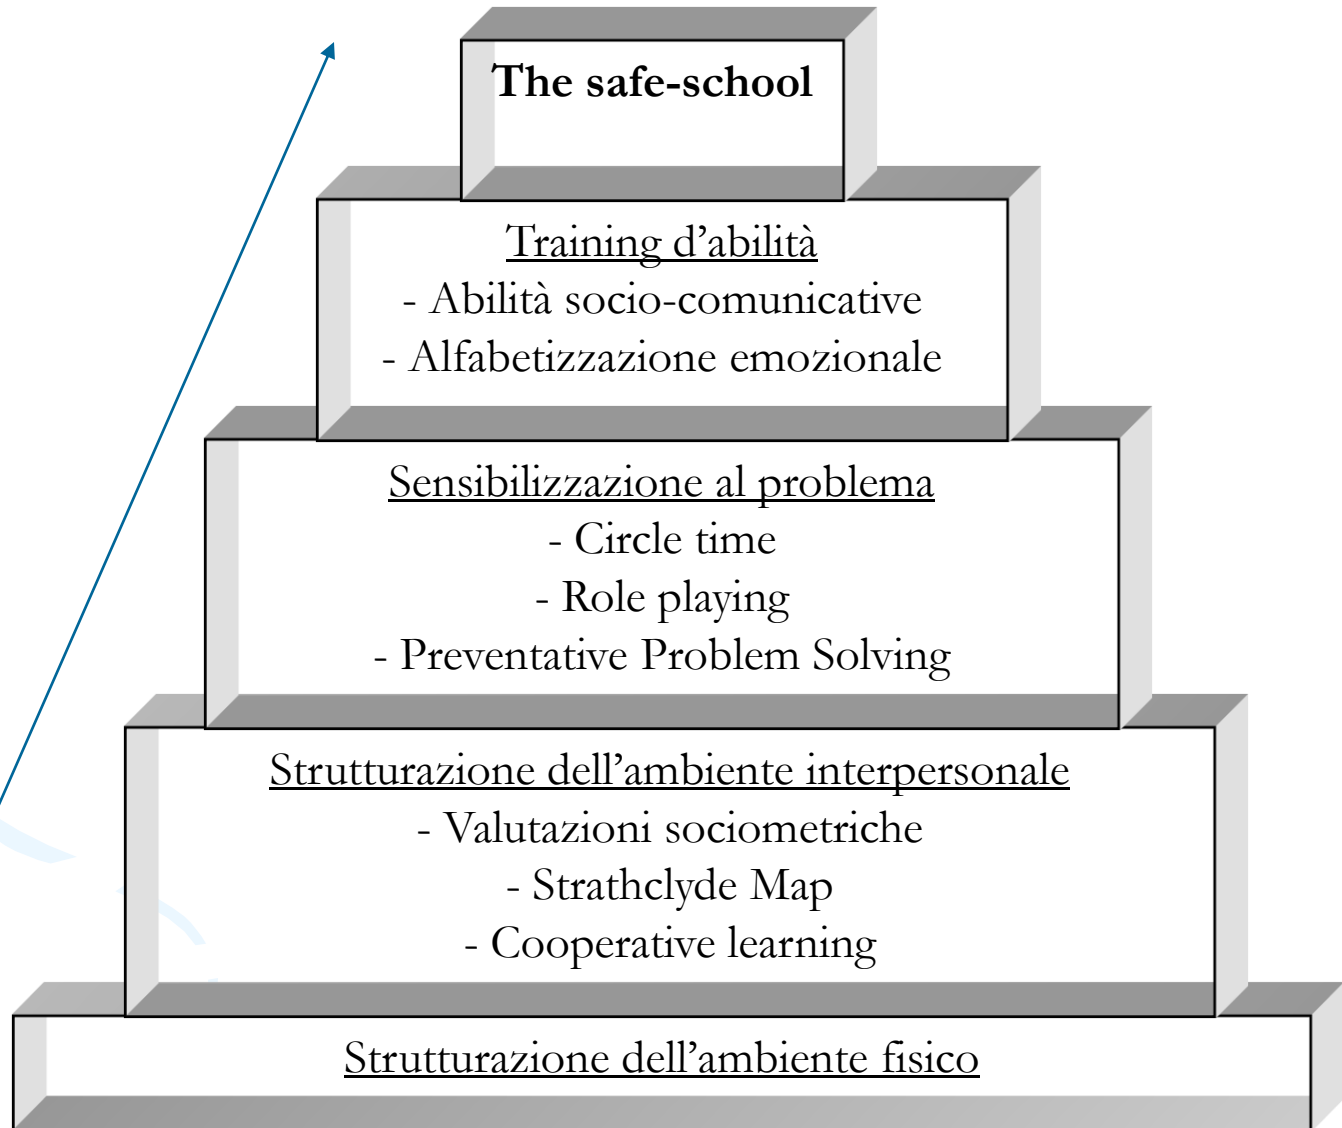 The safe-school
Training d’abilità
- Abilità socio-comunicative
- Alfabetizzazione emozionale
Sensibilizzazione al problema
- Circle time
- Role playing
- Preventative Problem Solving
Strutturazione dell’ambiente interpersonale
- Valutazioni sociometriche
- Strathclyde Map
- Cooperative learning
Strutturazione dell’ambiente fisico